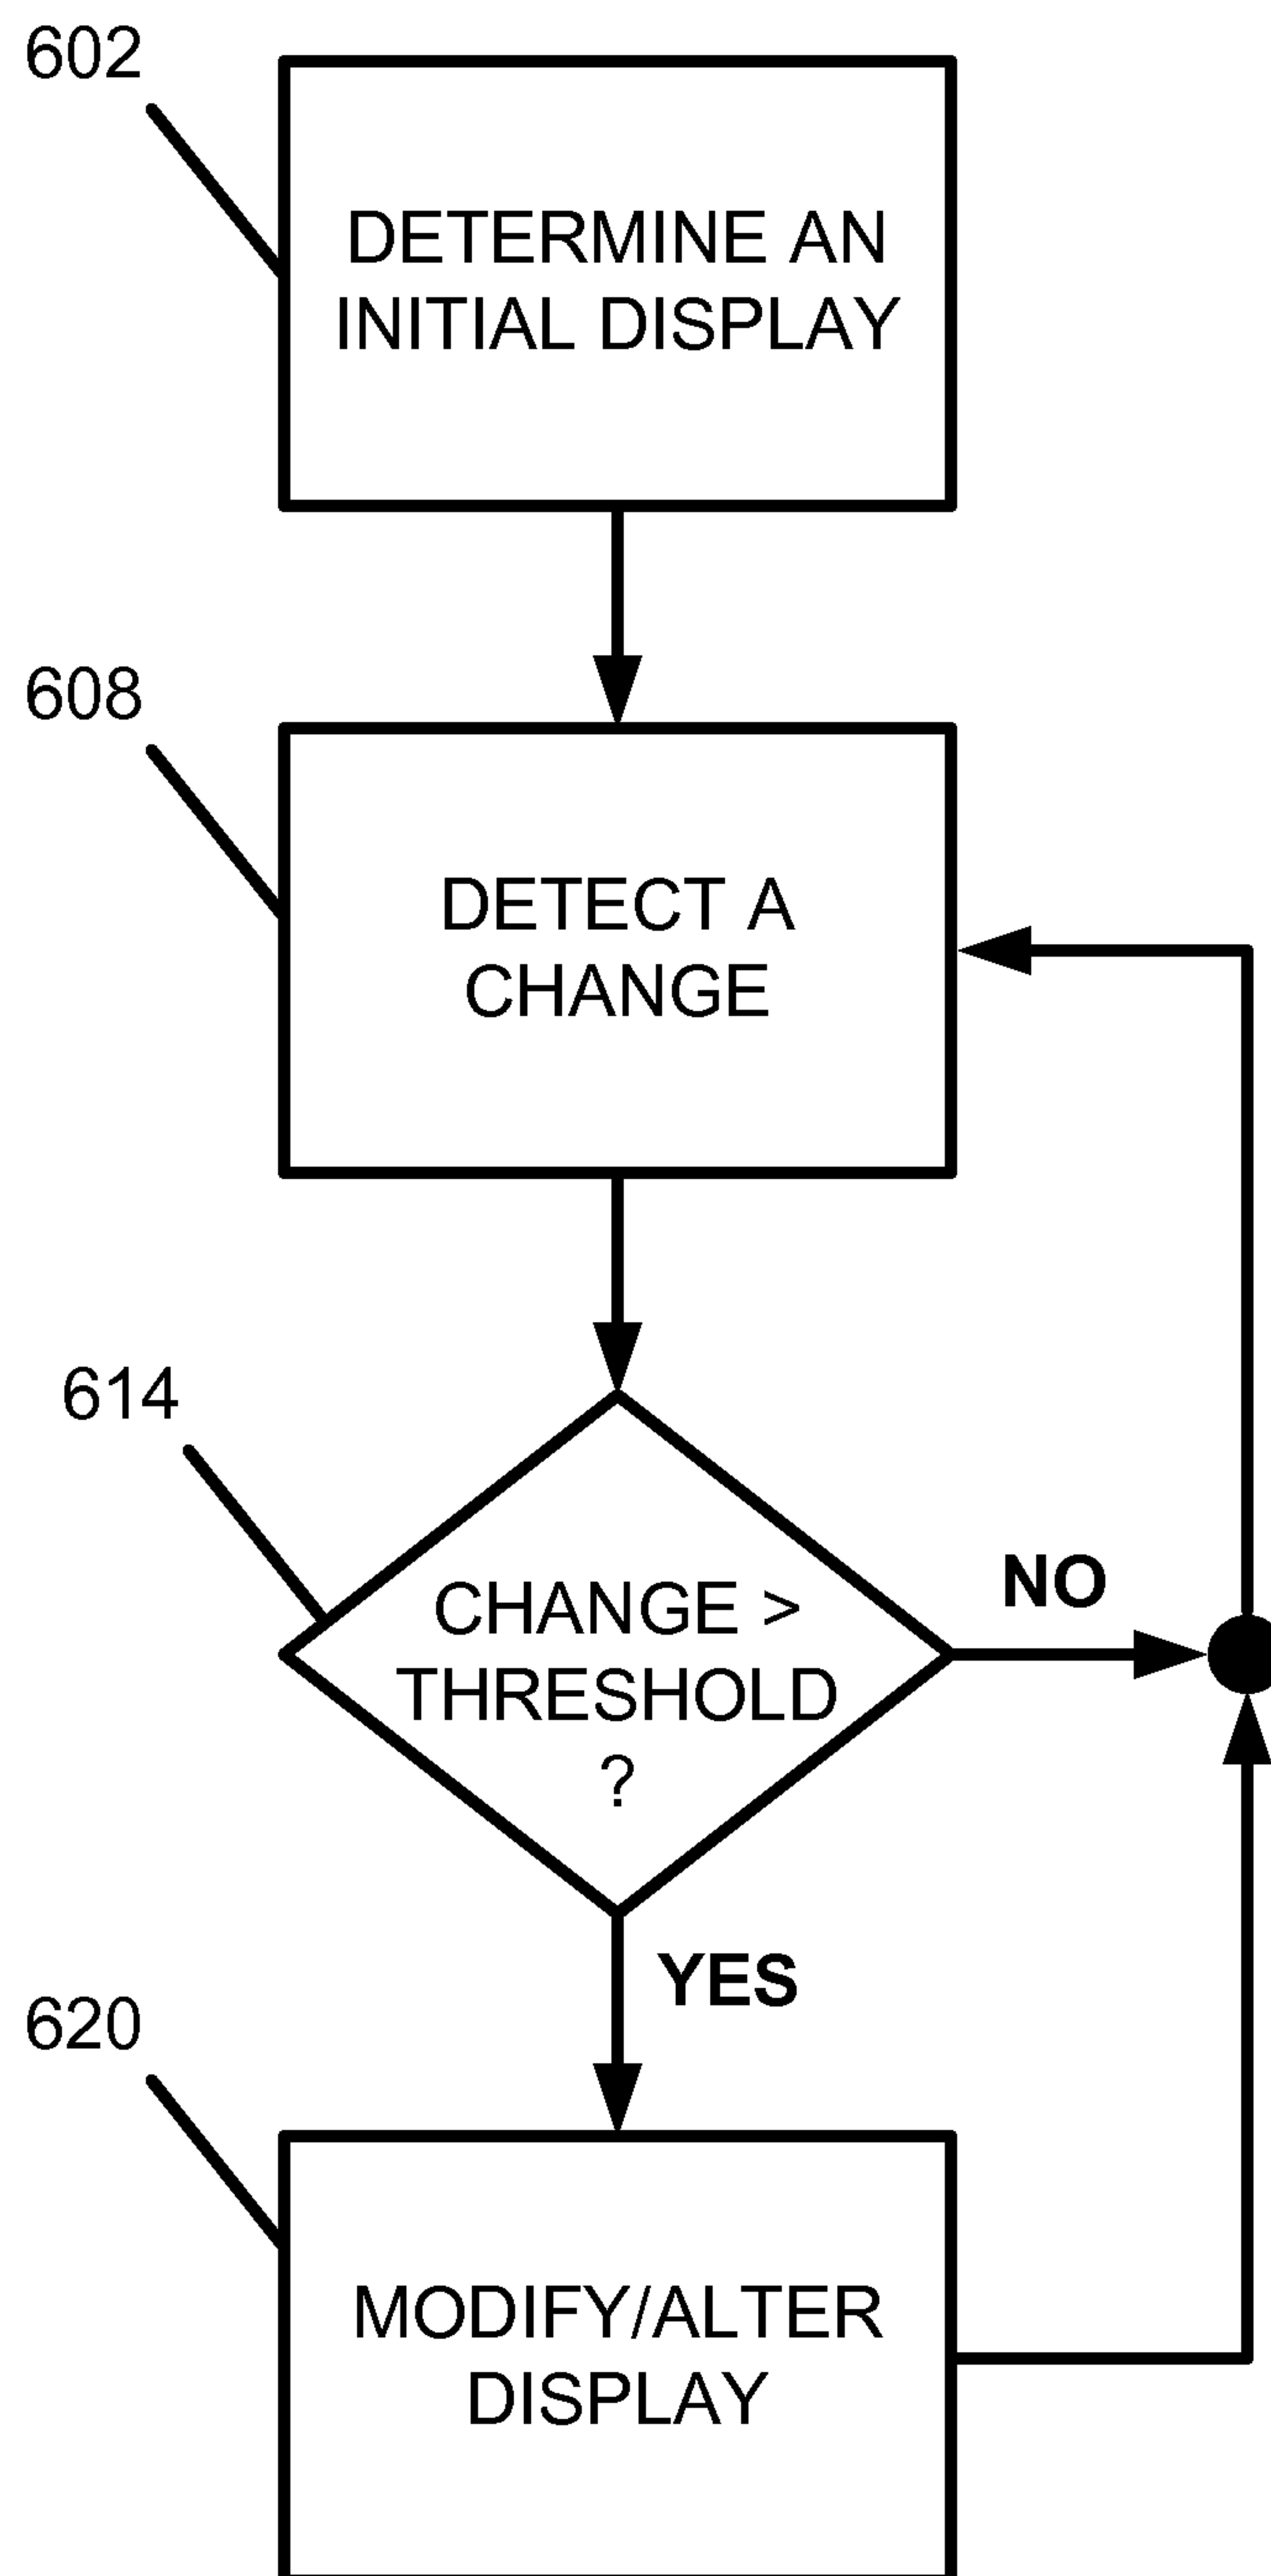 602
DETERMINE AN
INITIAL DISPLAY
608
DETECT A
CHANGE
614
CHANGE >
THRESHOLD
?
NO
YES
620
MODIFY/ALTER
DISPLAY